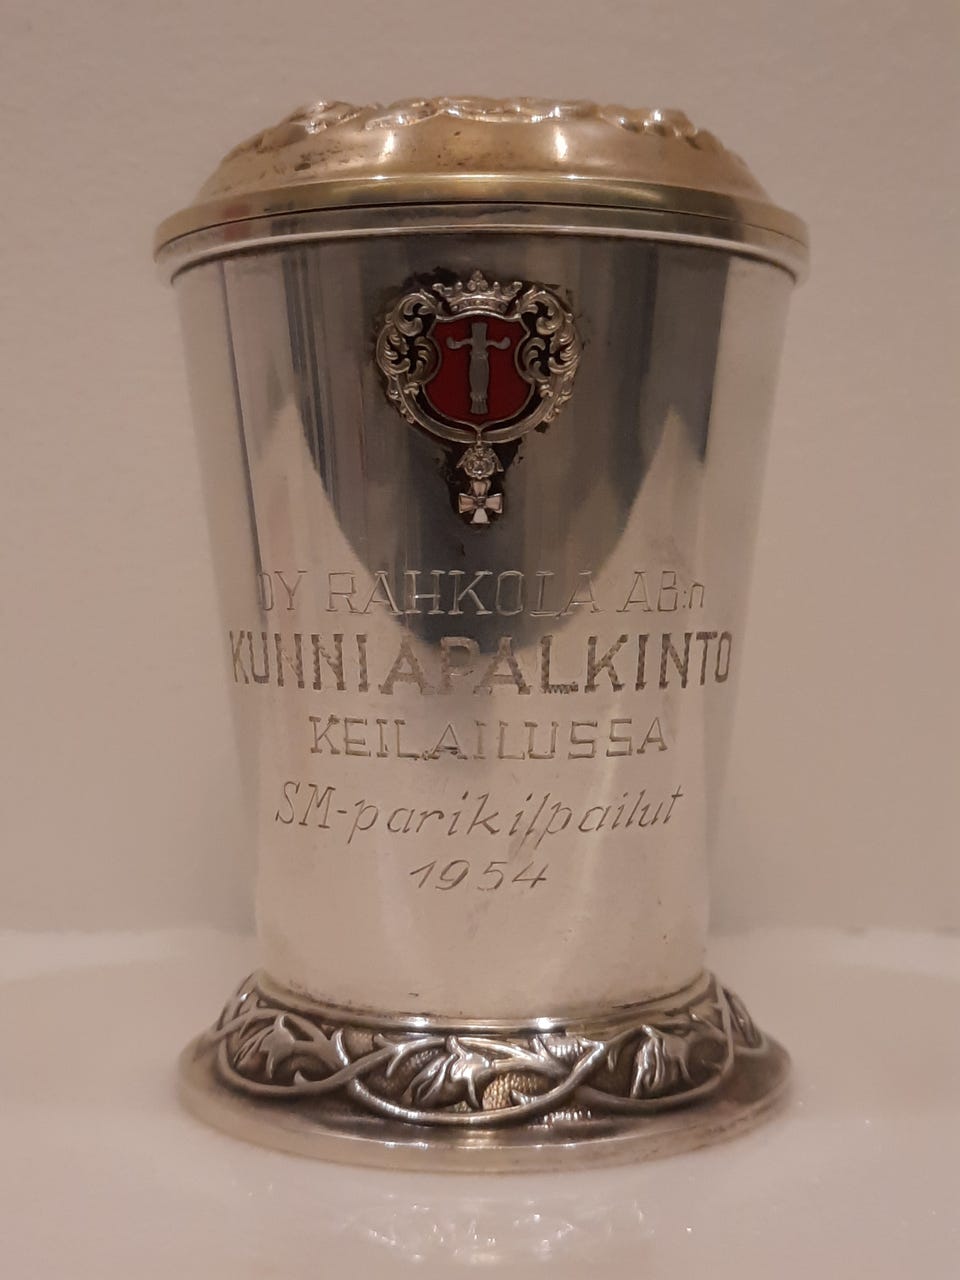 OY RAHKOLA AB:n
KUNNIAPALKINTO
KEILAILUSSA
SM-parikilpailut
1954